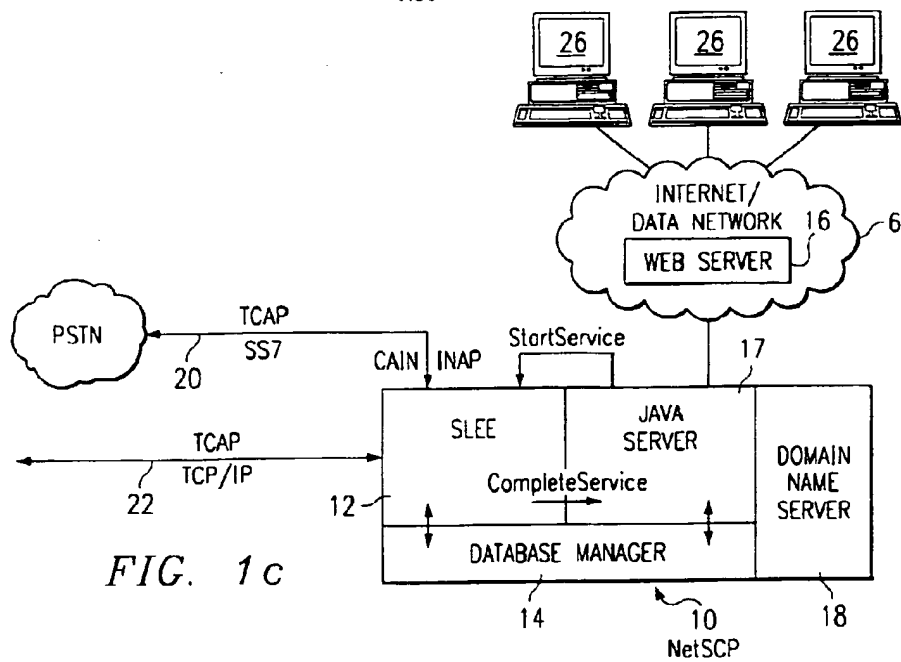 26 26 26
INTERNET/
DATA NETWORK
16
6
WEB SERVER
PSTN
TCAP
SS7
20
CAIN INAP
StartService
17
SLEE
JAVA
SERVER
DOMAIN
NAME
SERVER
TCAP
TCP/IP
22
12
CompleteService
DATABASE MANAGER
FIG. 1c
14
10
18
NetSCP